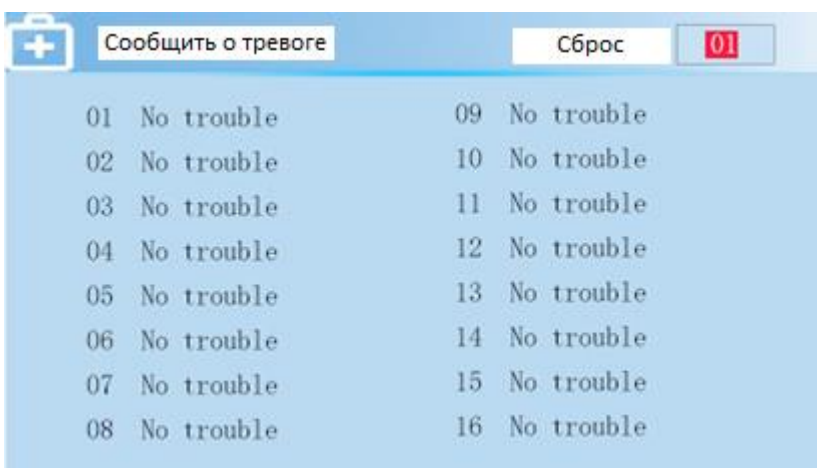 Сообщить о тревоге Сброс 01
01 No trouble 09 No trouble
02 No trouble 10 No trouble
03 No trouble 11 No trouble
04 No trouble 12 No trouble
05 No trouble 13 No trouble
06 No trouble 14 No trouble
07 No trouble 15 No trouble
08 No trouble 16 No trouble